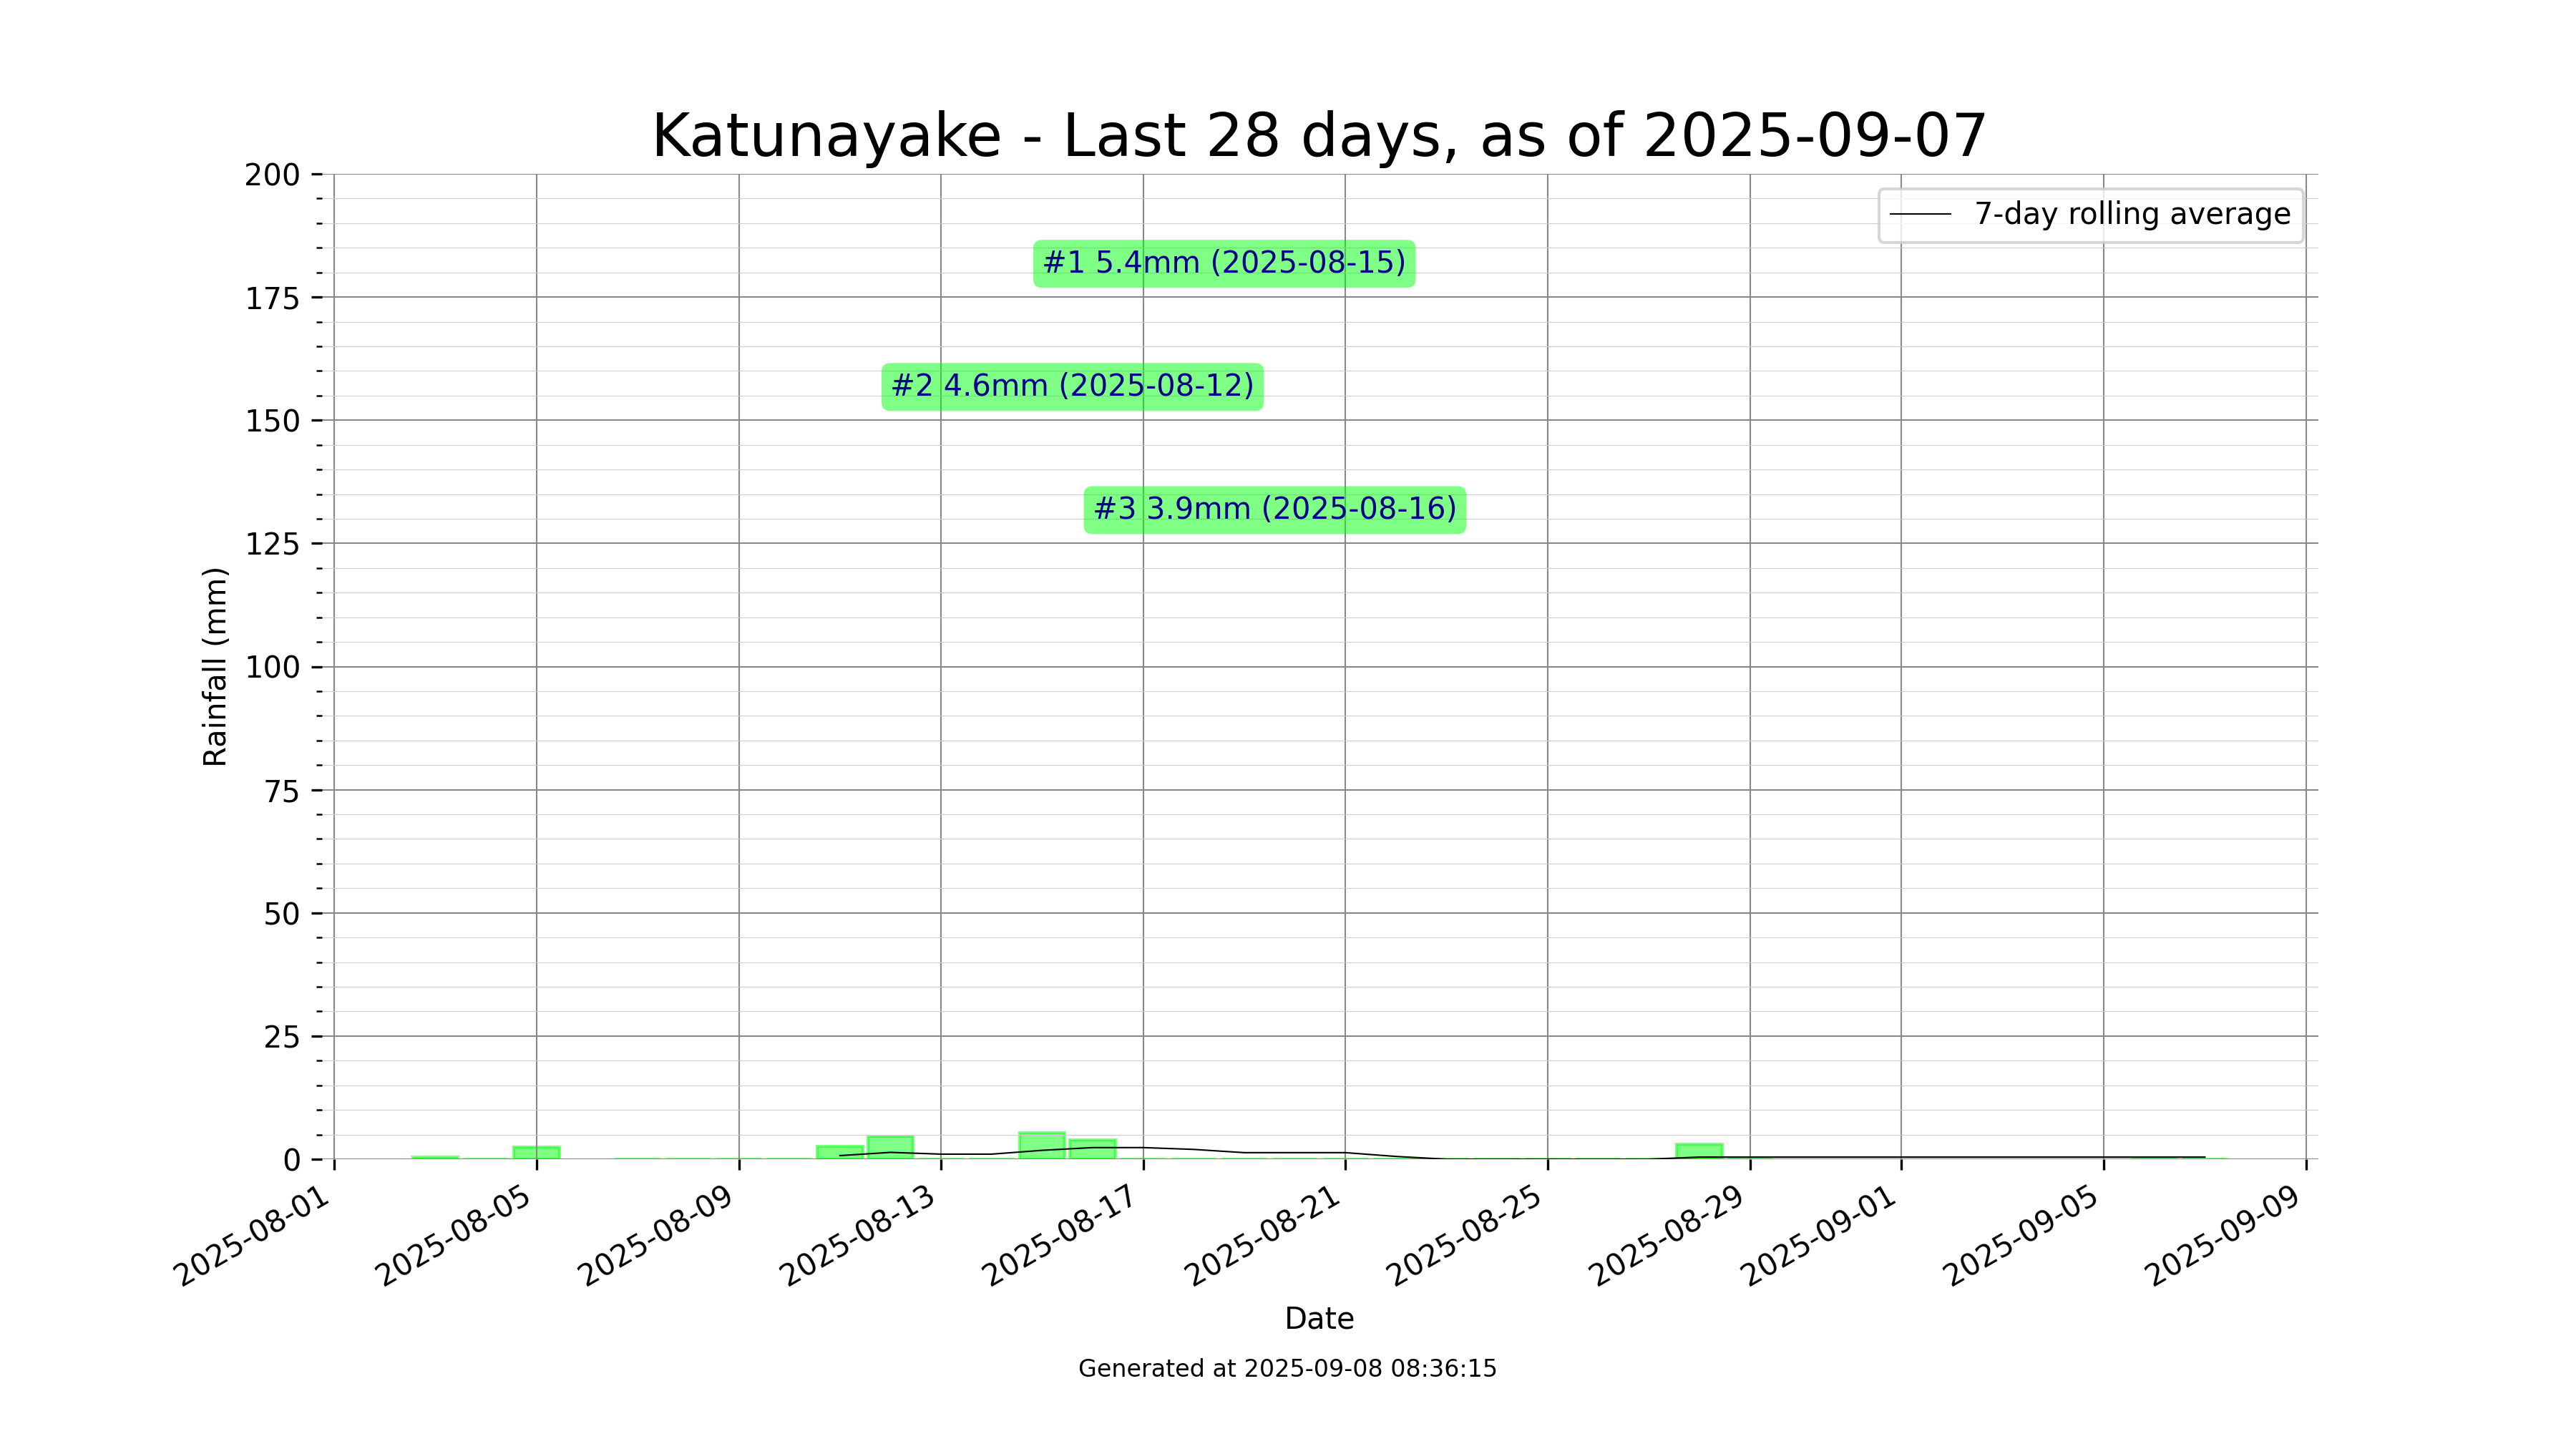 Katunayake - Last 28 days, as of 2025-09-07
7-day rolling average
#1 5.4mm (2025-08-15)
#2 4.6mm (2025-08-12)
#3 3.9mm (2025-08-16)
Rainfall (mm)
200
175
150
125
100
75
50
25
0
2025-08-01
2025-08-05
2025-08-09
2025-08-13
2025-08-17
2025-08-21
2025-08-25
2025-08-29
2025-09-01
2025-09-05
2025-09-09
Date
Generated at 2025-09-08 08:36:15